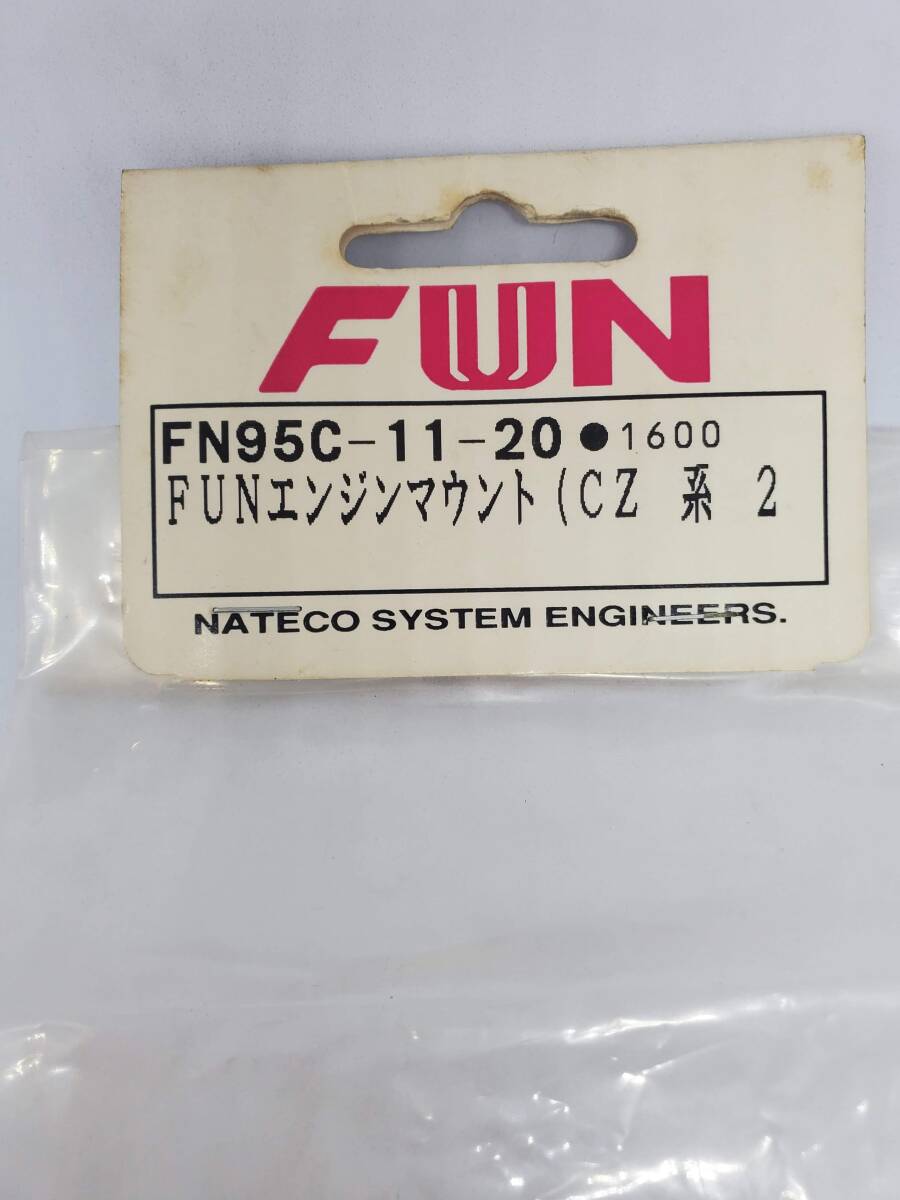 FUN
FN95C-11-20●1600
FUNエンジンマウント(CZ 系 2
NATECO SYSTEM ENGINEERS.